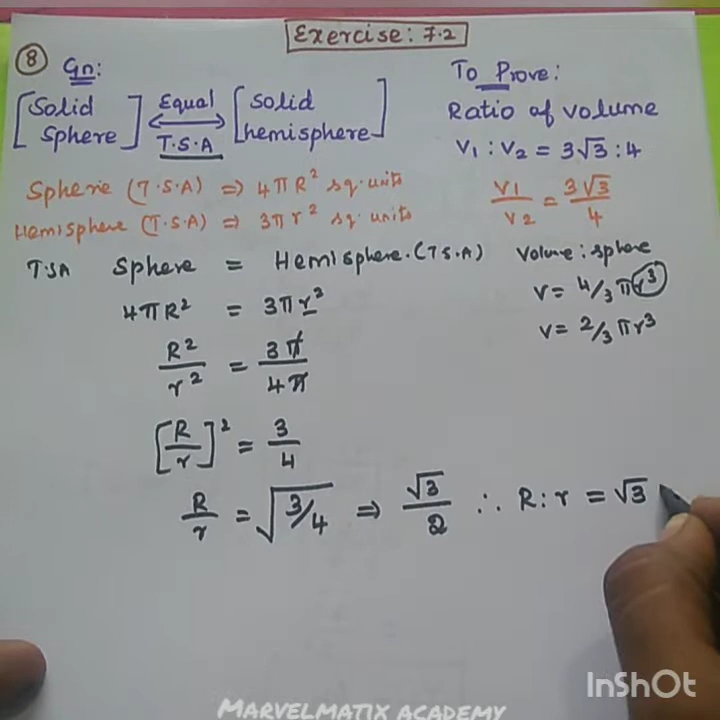 Exercise: 7.2
8 Gn:
[Solid Sphere] Equal T.S.A [Solid hemisphere]
To Prove:
Ratio of volume
V1 : V2 = 3√3 : 4
Sphere (T.S.A) ⇒ 4πR² sq. units
Hemisphere (T.S.A) ⇒ 3πr² sq. units
V1/V2 = 3√3/4
T.S.A Sphere = Hemisphere. (T.S.A)
4πR² = 3πr²
R²/r² = 3π/4π
[R/r]² = 3/4
R/r = √3/4 ⇒ √3/2 ∴ R : r = √3
Volume : sphere
V = 4/3 πr³
V = 2/3 πr³
InShOt
MARVELMATIX ACADEMY